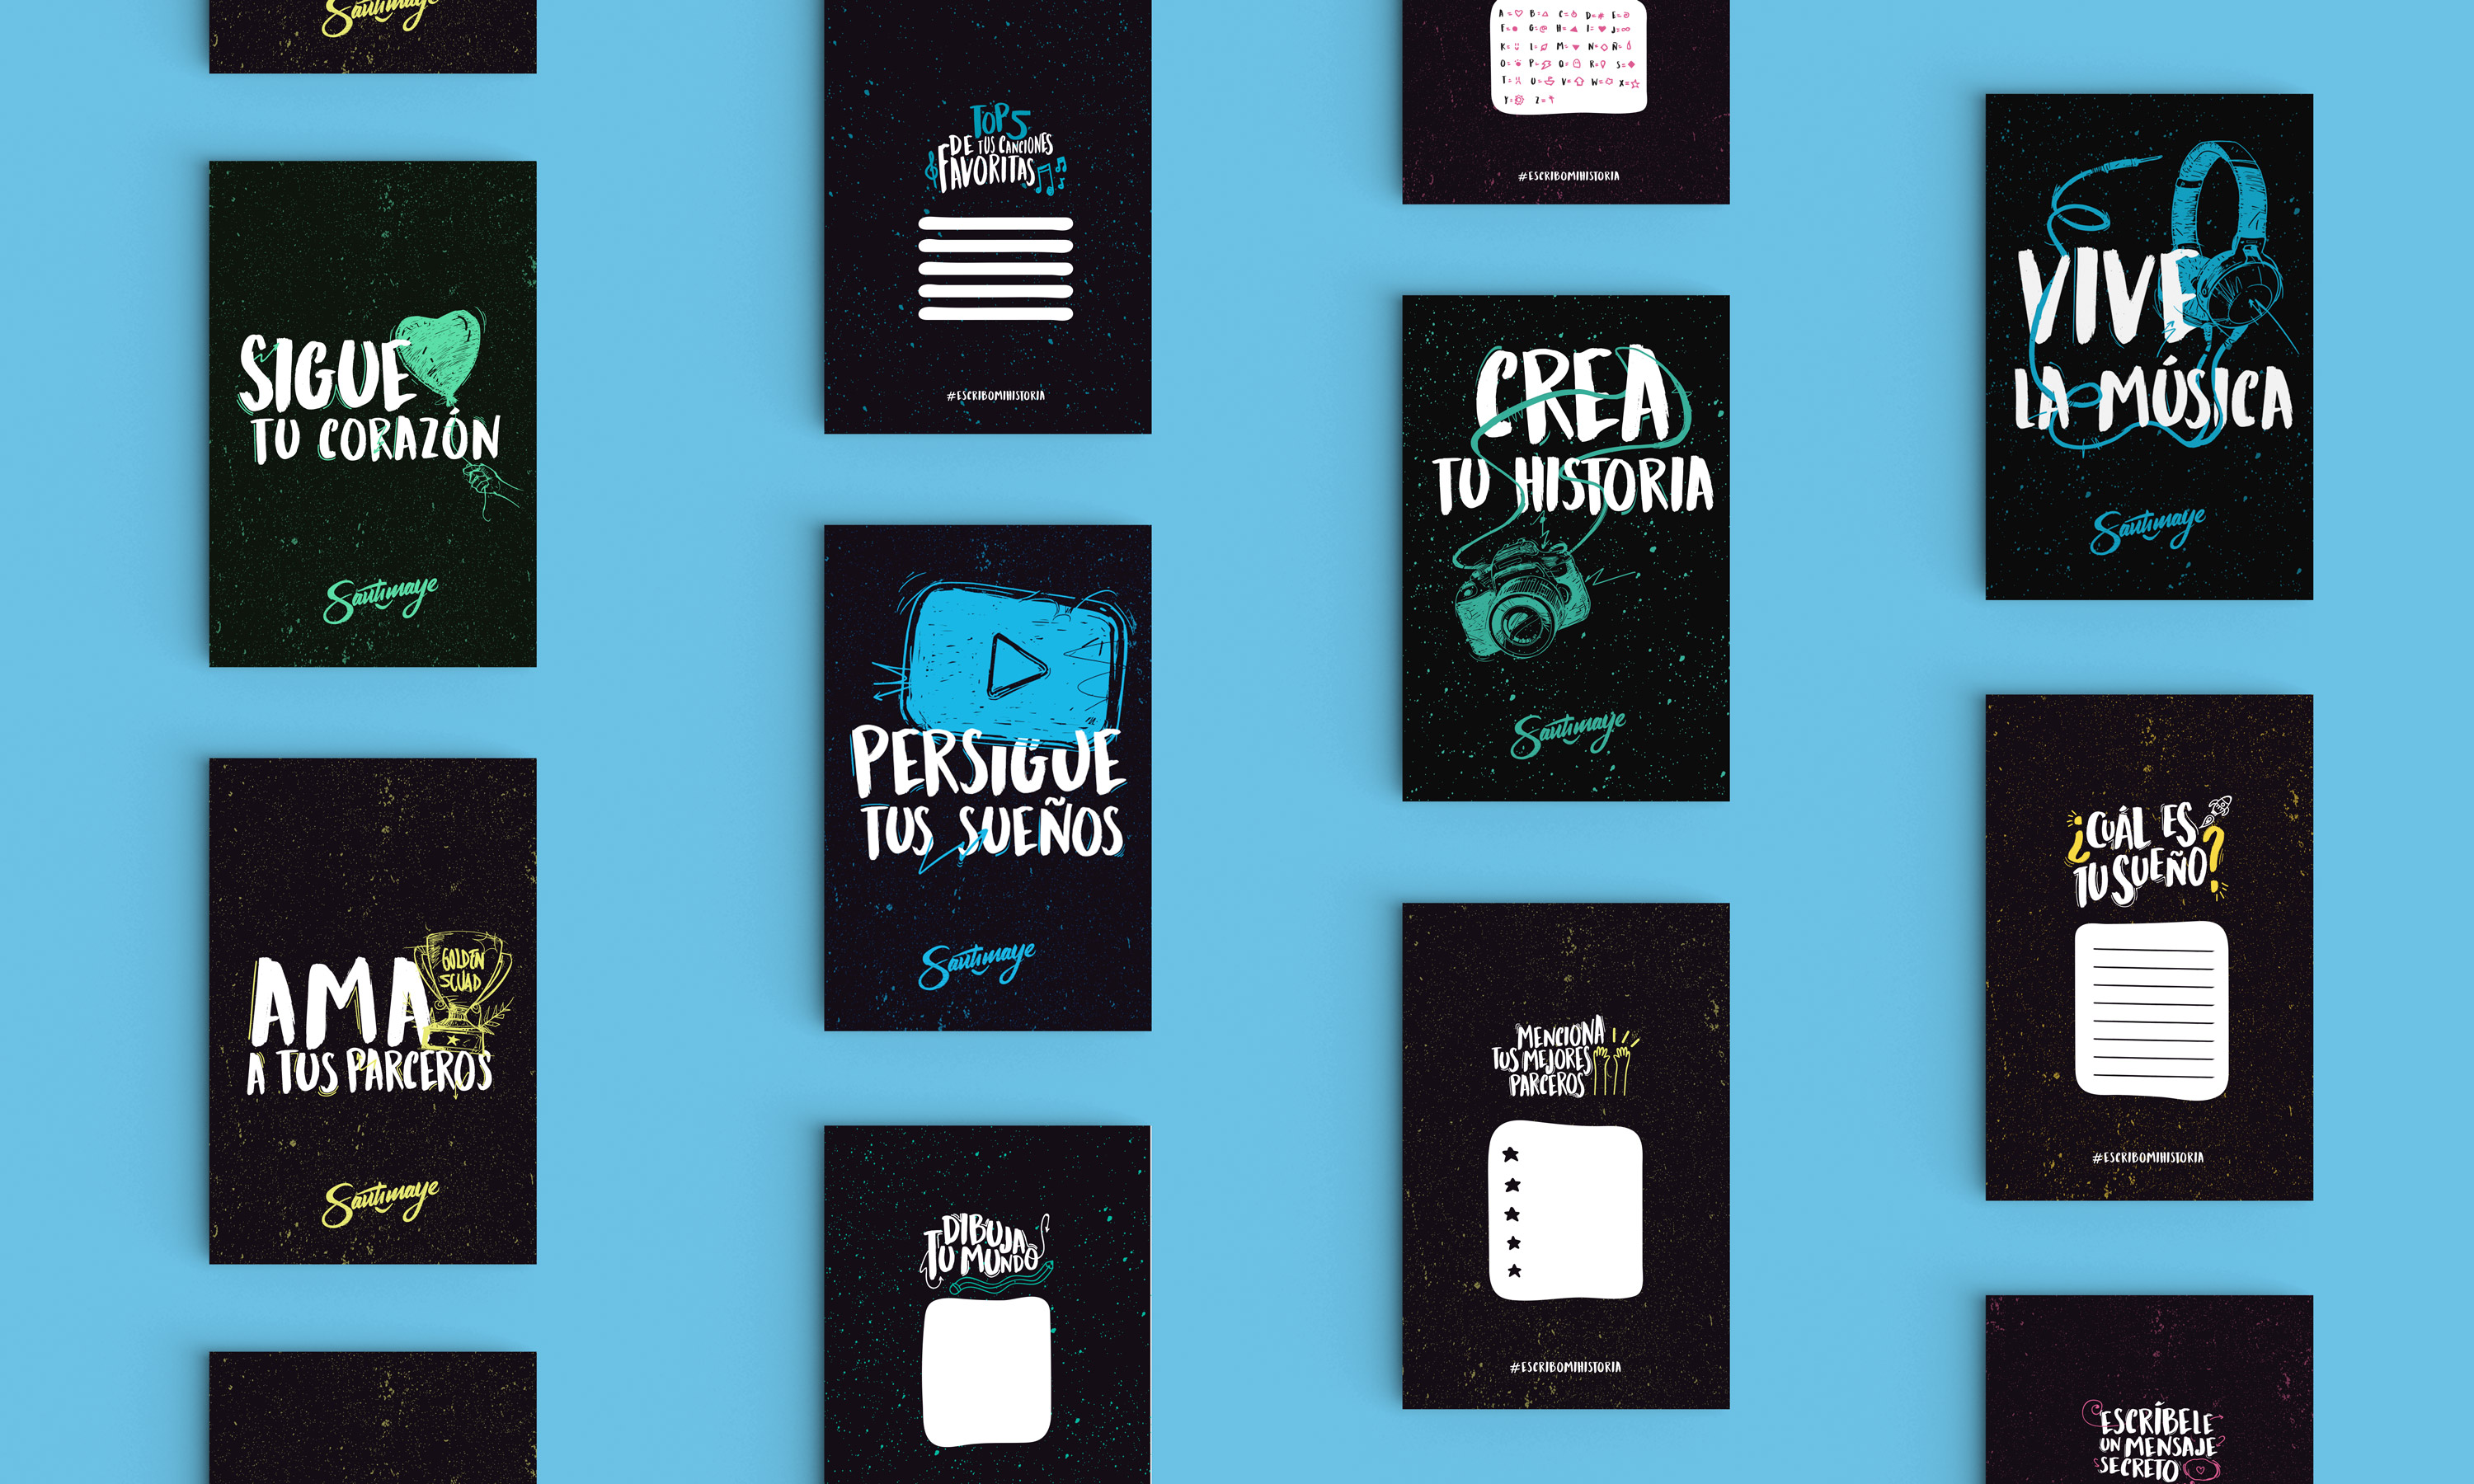 Santimaye
SIGUE
TU CORAZÓN
Santimaye
AMA
GOLDEN
SCUAD
A TUS PARCEROS
Santimaye
TOP 5
DE TUS CANCIONES
FAVORITAS
#ESCRIBOMIHISTORIA
PERSIGUE
TUS SUEÑOS
Santimaye
DIBUJA
TU MUNDO
A= B= C= D= E=
F= G= H= I= J=
K= L= M= N= Ñ=
O= P= Q= R= S=
T= U= V= W= X=
Y= Z=
#ESCRIBOMIHISTORIA
CREA
TU HISTORIA
Santimaye
MENCIONA
TUS MEJORES
PARCEROS
#ESCRIBOMIHISTORIA
VIVE
LA MÚSICA
Santimaye
¿CUÁL ES
TU SUEÑO?
#ESCRIBOMIHISTORIA
ESCRÍBELE
UN MENSAJE
SECRETO